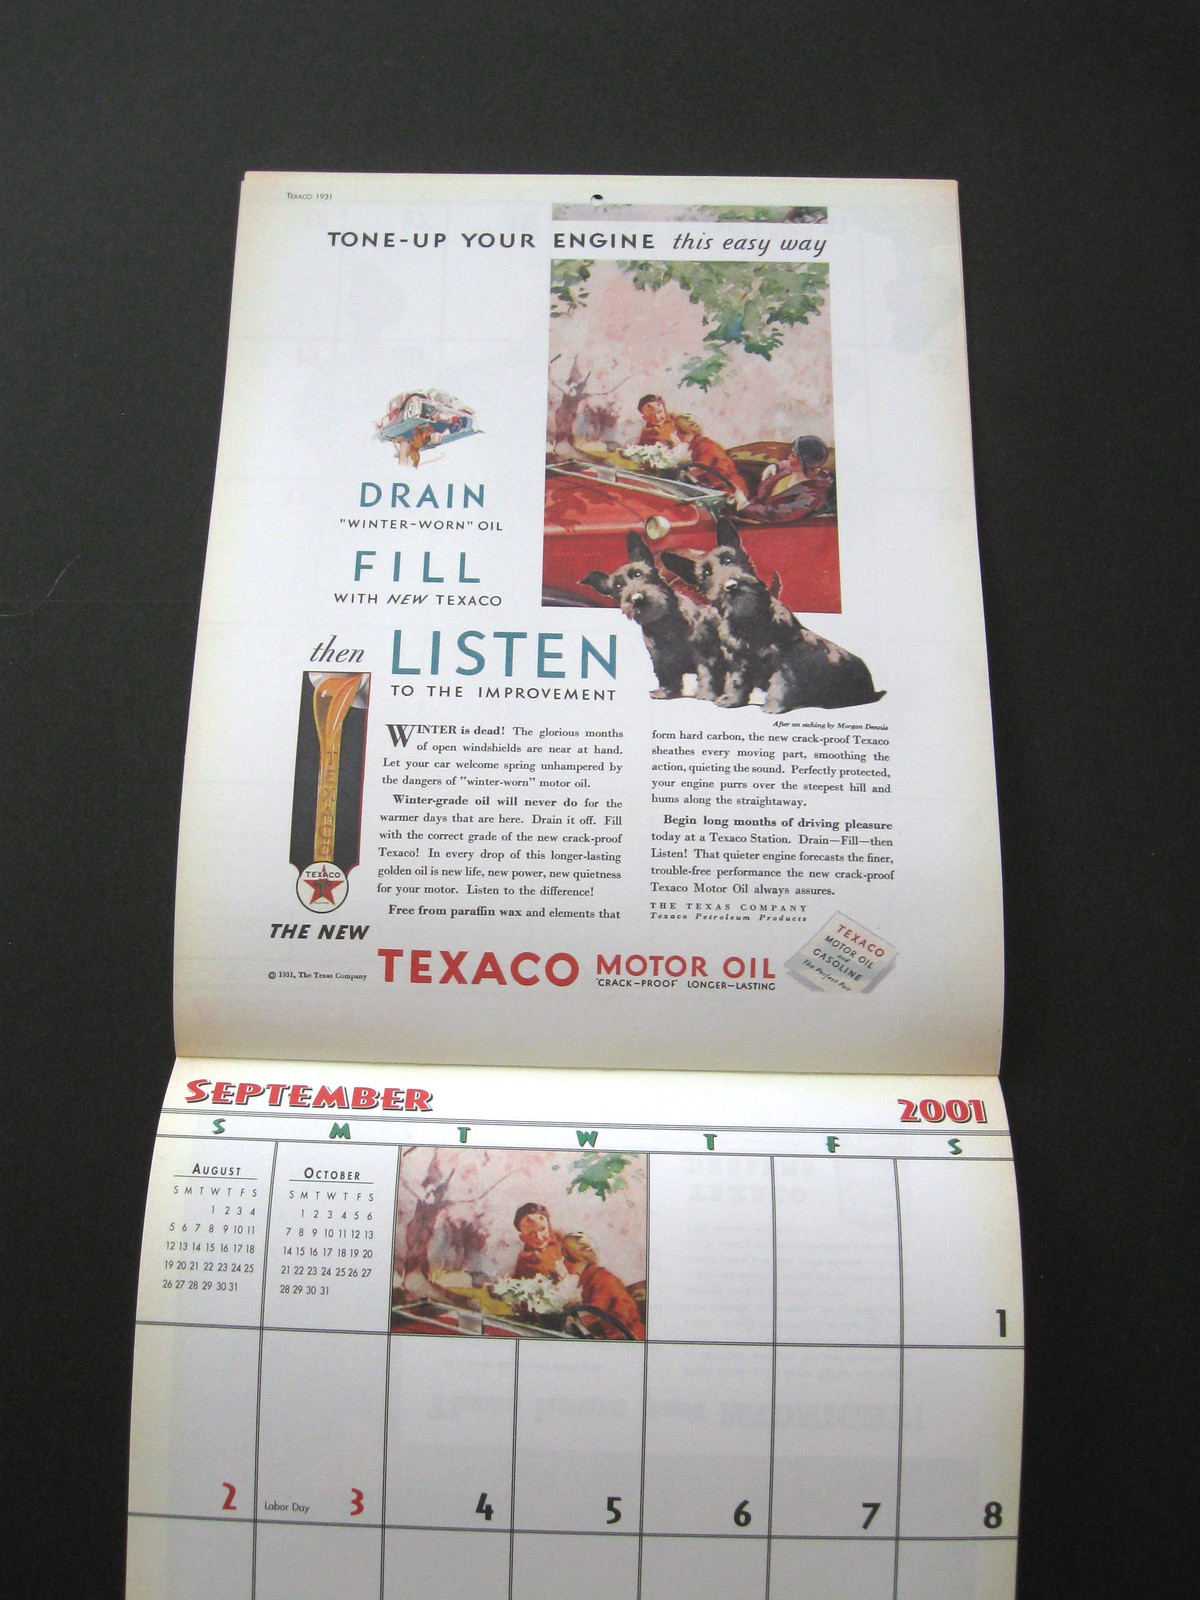 TEXACO 1931
TONE-UP YOUR ENGINE this easy way
DRAIN
"WINTER-WORN" OIL
FILL
WITH NEW TEXACO
then LISTEN
TO THE IMPROVEMENT
After an etching by Morgan Dennis
WINTER is dead! The glorious months
of open windshields are near at hand.
Let your car welcome spring unhampered by
the dangers of "winter-worn" motor oil.
Winter-grade oil will never do for the
warmer days that are here. Drain it off. Fill
with the correct grade of the new crack-proof
Texaco! In every drop of this longer-lasting
golden oil is new life, new power, new quietness
for your motor. Listen to the difference!
Free from paraffin wax and elements that
form hard carbon, the new crack-proof Texaco
sheathes every moving part, smoothing the
action, quieting the sound. Perfectly protected,
your engine purrs over the steepest hill and
hums along the straightaway.
Begin long months of driving pleasure
today at a Texaco Station. Drain—Fill—then
Listen! That quieter engine forecasts the finer,
trouble-free performance the new crack-proof
Texaco Motor Oil always assures.
THE TEXAS COMPANY
Texaco Petroleum Products
TEXACO
TEXACO
T
THE NEW
© 1931, The Texas Company
TEXACO MOTOR OIL
"CRACK-PROOF" LONGER-LASTING
TEXACO
MOTOR OIL
and
GASOLINE
The Perfect Pair
SEPTEMBER 2001
S M T W T F S
AUGUST
S M T W T F S
1 2 3 4
5 6 7 8 9 10 11
12 13 14 15 16 17 18
19 20 21 22 23 24 25
26 27 28 29 30 31
OCTOBER
S M T W T F S
1 2 3 4 5 6
7 8 9 10 11 12 13
14 15 16 17 18 19 20
21 22 23 24 25 26 27
28 29 30 31
1
2 Labor Day 3 4 5 6 7 8